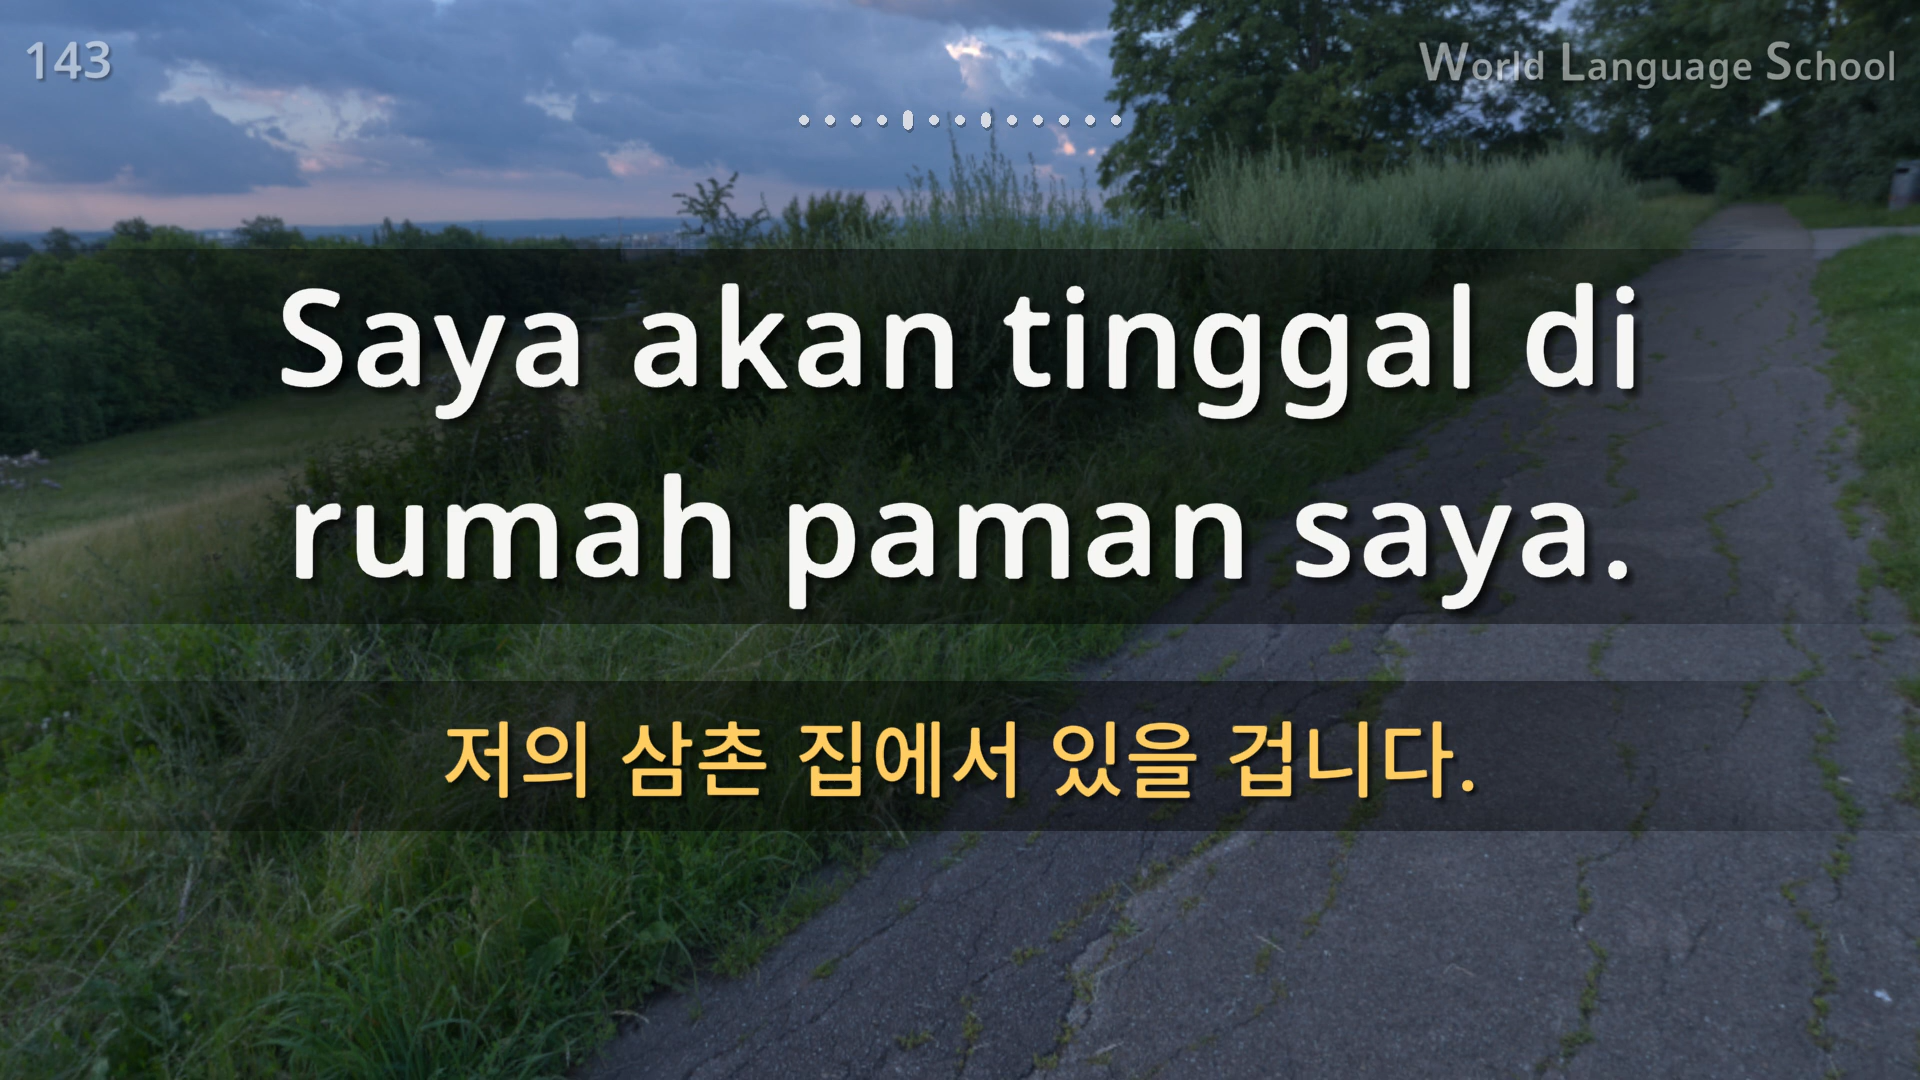 143
World Language School
Saya akan tinggal di
rumah paman saya.
저의 삼촌 집에서 있을 겁니다.